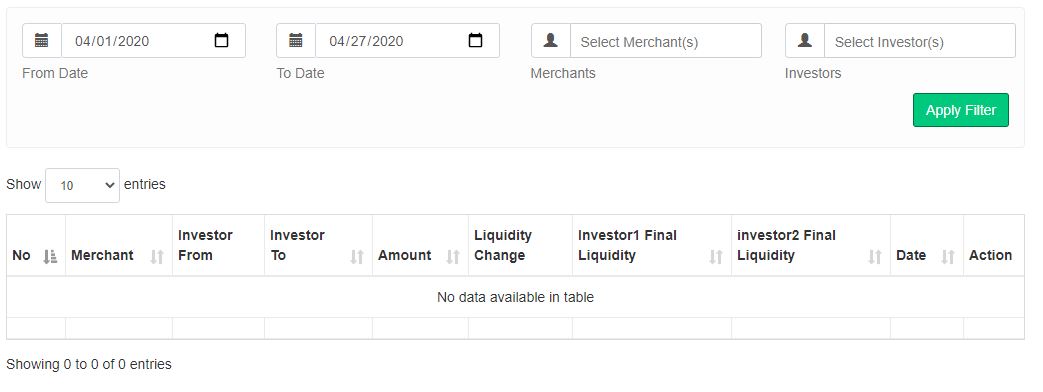 04/01/2020
04/27/2020
Select Merchant(s)
Select Investor(s)
From Date
To Date
Merchants
Investors
Apply Filter
Show 10 entries
No
Merchant
Investor
From
Investor
To
Amount
Liquidity
Change
Investor1 Final
Liquidity
investor2 Final
Liquidity
Date
Action
No data available in table
Showing 0 to 0 of 0 entries